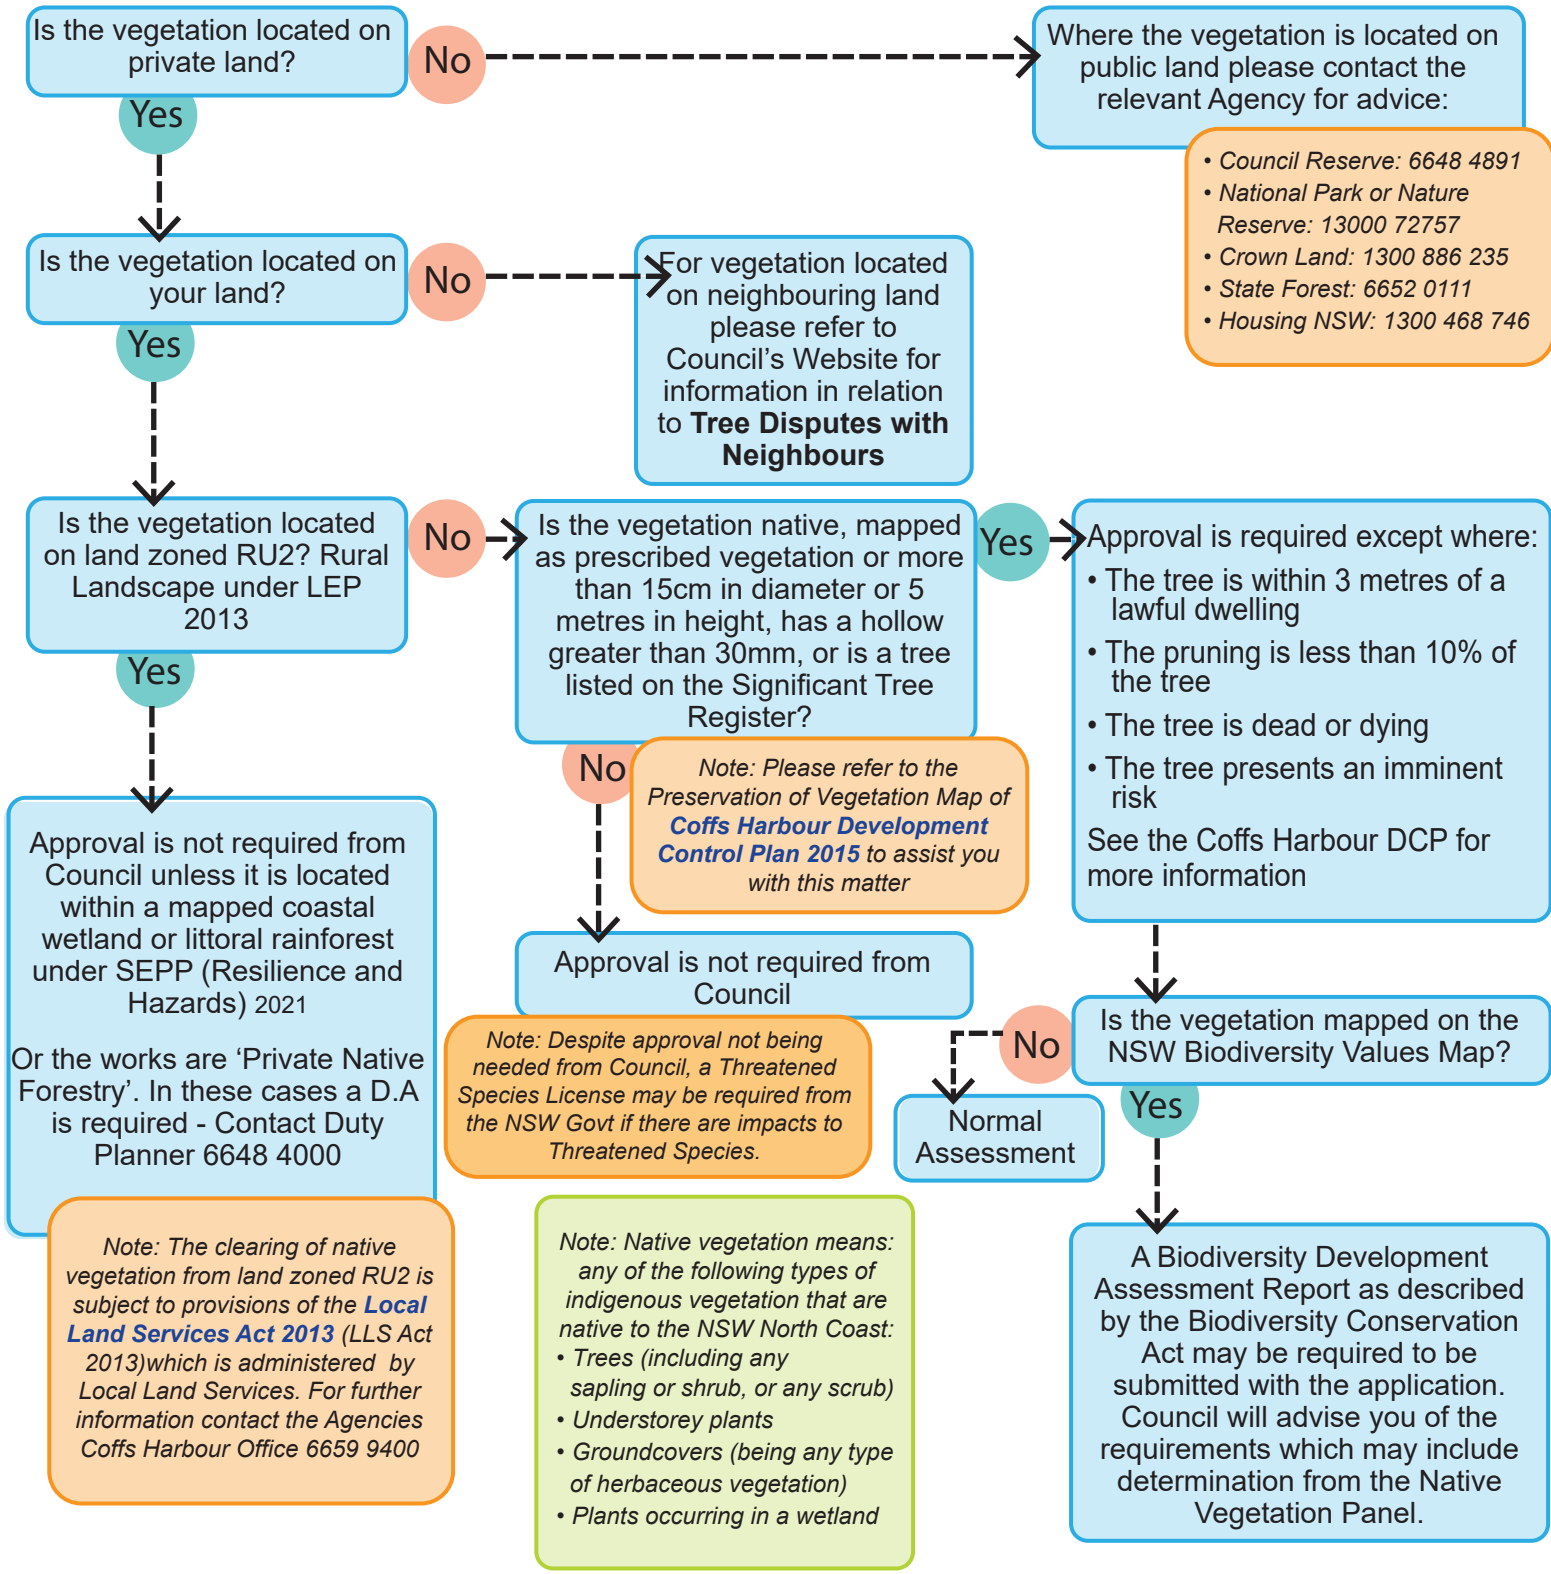 Is the vegetation located on
private land?
No
Where the vegetation is located on
public land please contact the
relevant Agency for advice:
• Council Reserve: 6648 4891
• National Park or Nature
Reserve: 13000 72757
• Crown Land: 1300 886 235
• State Forest: 6652 0111
• Housing NSW: 1300 468 746
Yes
Is the vegetation located on
your land?
No
For vegetation located
on neighbouring land
please refer to
Council’s Website for
information in relation
to Tree Disputes with
Neighbours
Yes
Is the vegetation located
on land zoned RU2? Rural
Landscape under LEP
2013
No
Is the vegetation native, mapped
as prescribed vegetation or more
than 15cm in diameter or 5
metres in height, has a hollow
greater than 30mm, or is a tree
listed on the Significant Tree
Register?
Yes
Approval is required except where:
• The tree is within 3 metres of a
lawful dwelling
• The pruning is less than 10% of
the tree
• The tree is dead or dying
• The tree presents an imminent
risk
See the Coffs Harbour DCP for
more information
Yes
No
Note: Please refer to the
Preservation of Vegetation Map of
Coffs Harbour Development
Control Plan 2015 to assist you
with this matter
Approval is not required from
Council unless it is located
within a mapped coastal
wetland or littoral rainforest
under SEPP (Resilience and
Hazards) 2021
Or the works are ‘Private Native
Forestry’. In these cases a D.A
is required - Contact Duty
Planner 6648 4000
Note: The clearing of native
vegetation from land zoned RU2 is
subject to provisions of the Local
Land Services Act 2013 (LLS Act
2013)which is administered by
Local Land Services. For further
information contact the Agencies
Coffs Harbour Office 6659 9400
Approval is not required from
Council
Note: Despite approval not being
needed from Council, a Threatened
Species License may be required from
the NSW Govt if there are impacts to
Threatened Species.
Is the vegetation mapped on the
NSW Biodiversity Values Map?
No
Normal
Assessment
Yes
A Biodiversity Development
Assessment Report as described
by the Biodiversity Conservation
Act may be required to be
submitted with the application.
Council will advise you of the
requirements which may include
determination from the Native
Vegetation Panel.
Note: Native vegetation means:
any of the following types of
indigenous vegetation that are
native to the NSW North Coast:
• Trees (including any
sapling or shrub, or any scrub)
• Understorey plants
• Groundcovers (being any type
of herbaceous vegetation)
• Plants occurring in a wetland